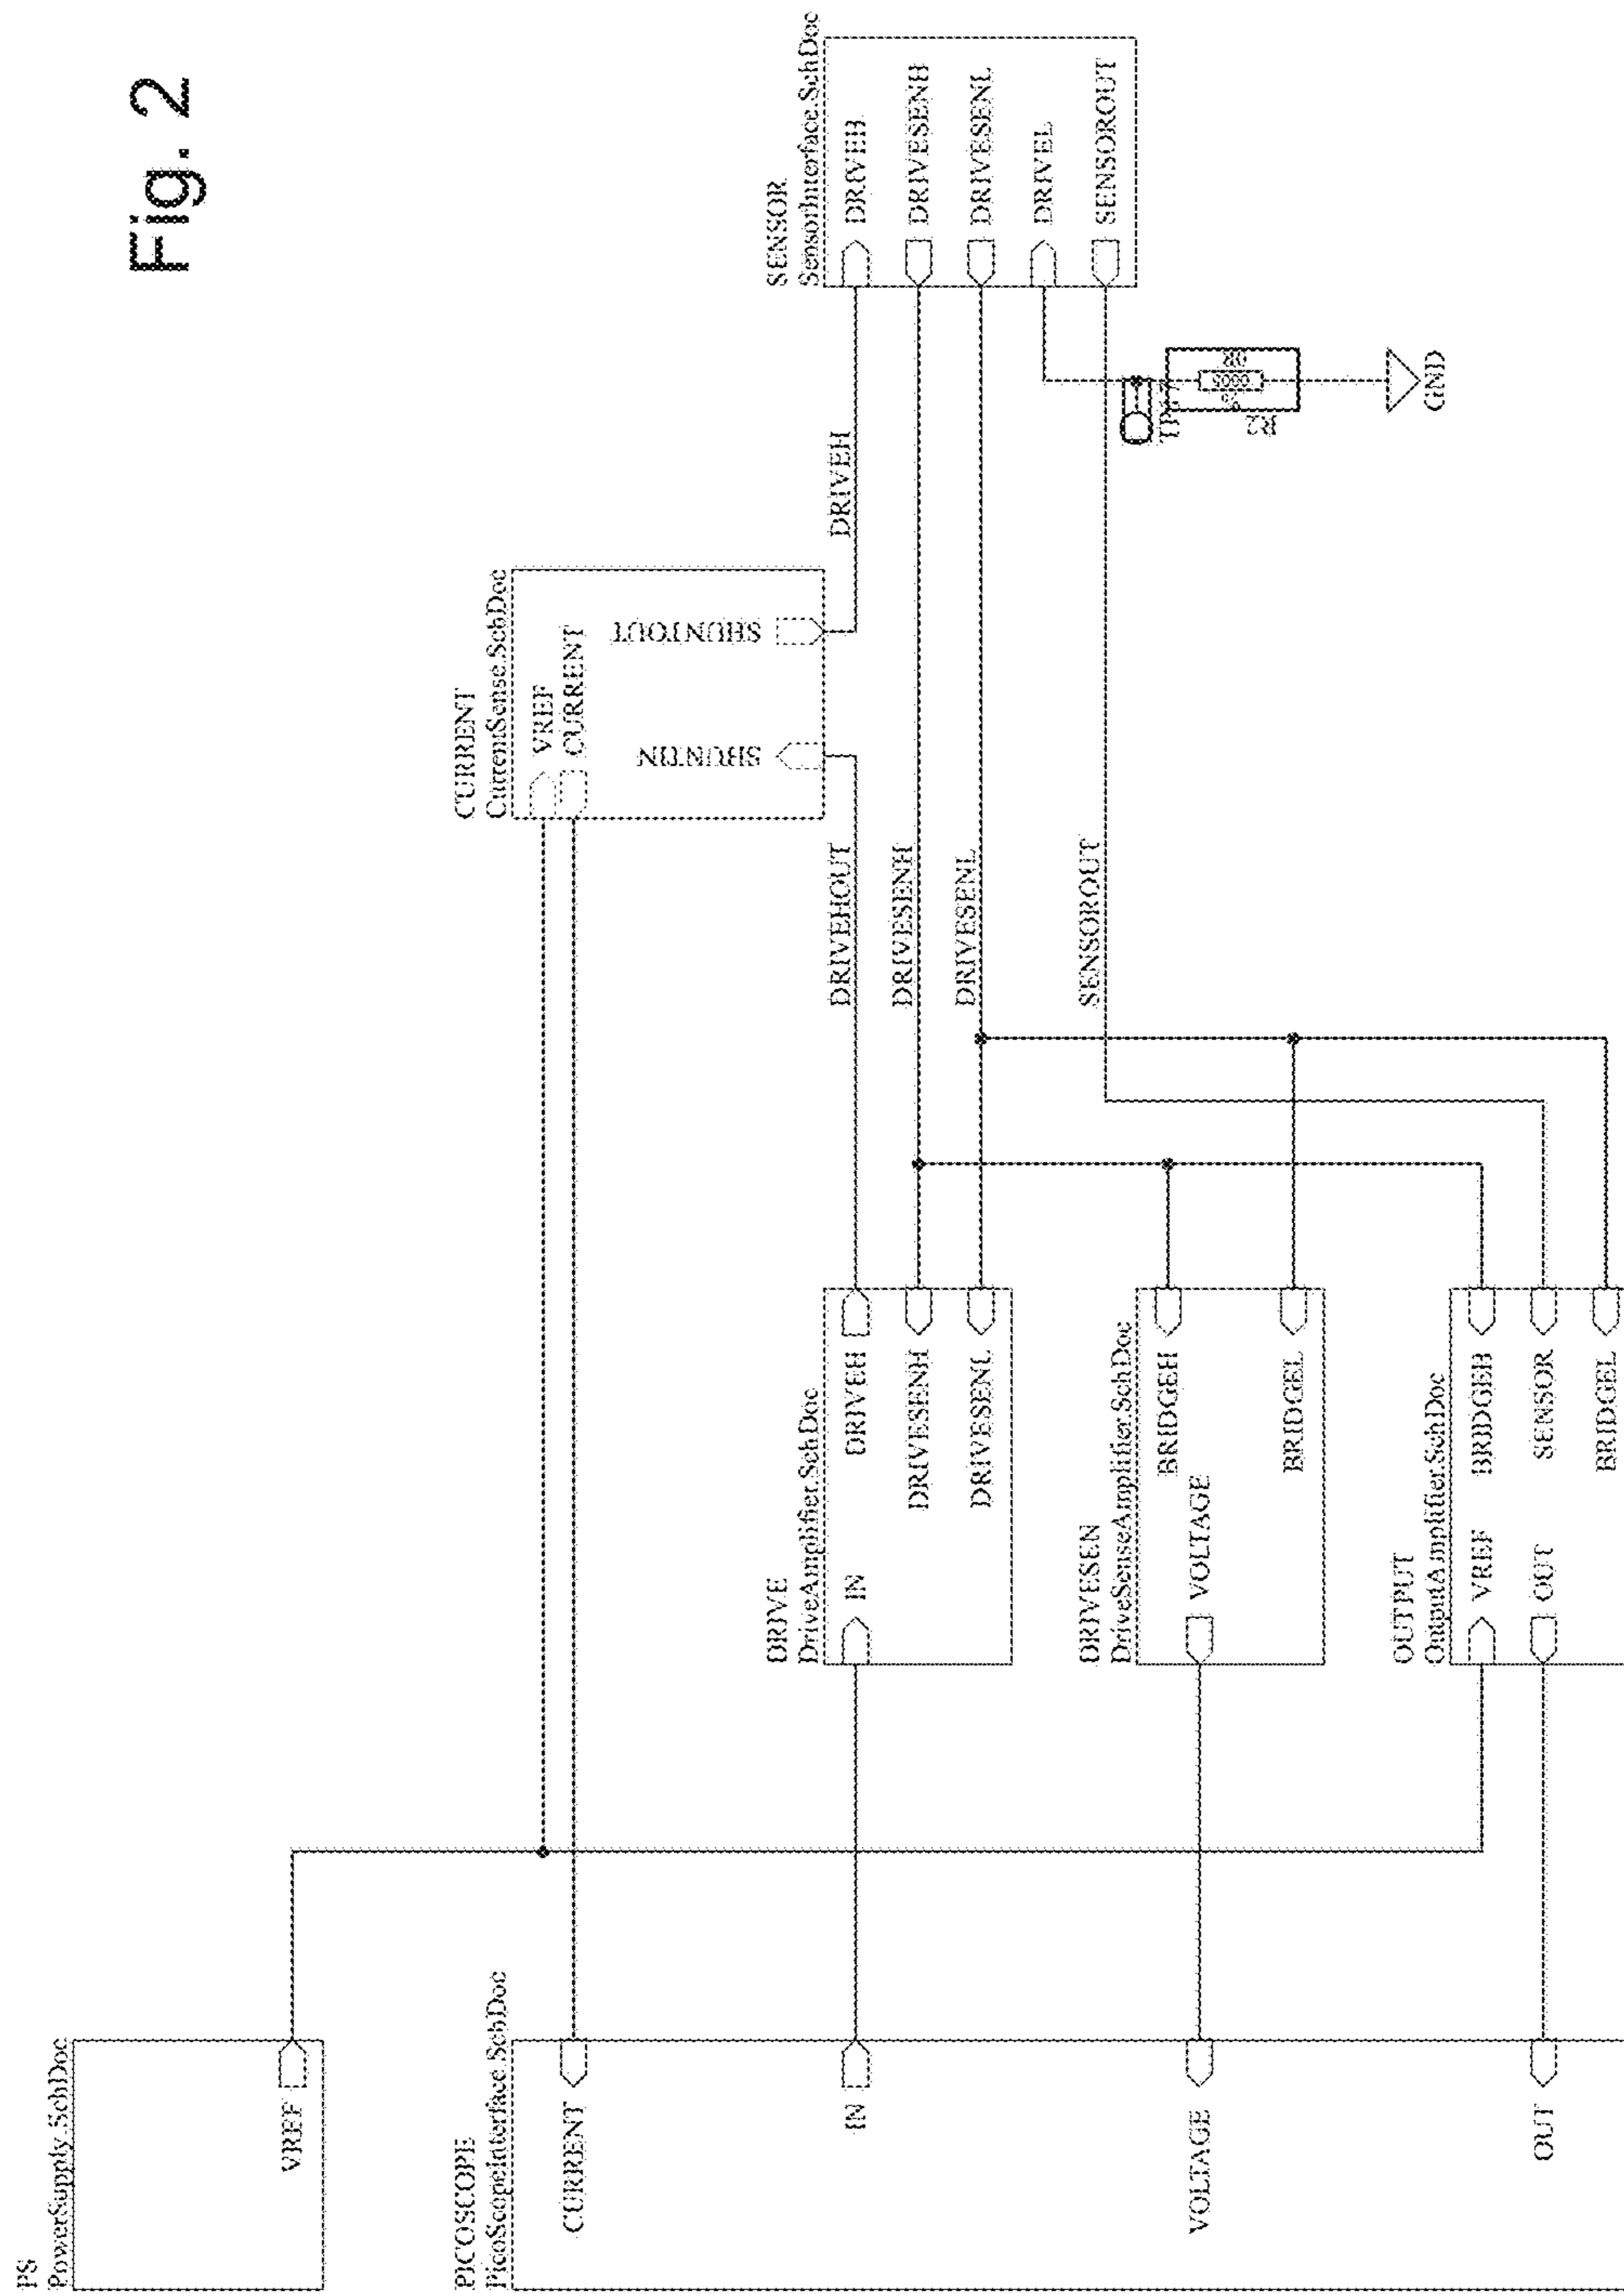 Fig. 2
PS
PowerSupply.SchDoc
VREF
PICOSCOPE
PicoScopeInterface.SchDoc
CURRENT
IN
VOLTAGE
OUT
CURRENT
CurrentSense.SchDoc
VREF
CURRENT
SHUNTIN
SHUNTOUT
DRIVE
DriveAmplifier.SchDoc
IN
DRIVEH
DRIVESENH
DRIVESENL
DRIVESEN
DriveSenseAmplifier.SchDoc
VOLTAGE
BRIDGEH
BRIDGEL
OUTPUT
OutputAmplifier.SchDoc
VREF
BRIDGEH
OUT
SENSOR
BRIDGEL
DRIVEHOUT
DRIVESENH
DRIVESENL
SENSOROUT
DRIVEH
SENSOR
SensorInterface.SchDoc
DRIVEH
DRIVESENH
DRIVESENL
DRIVEL
SENSOROUT
R2
0R
GND